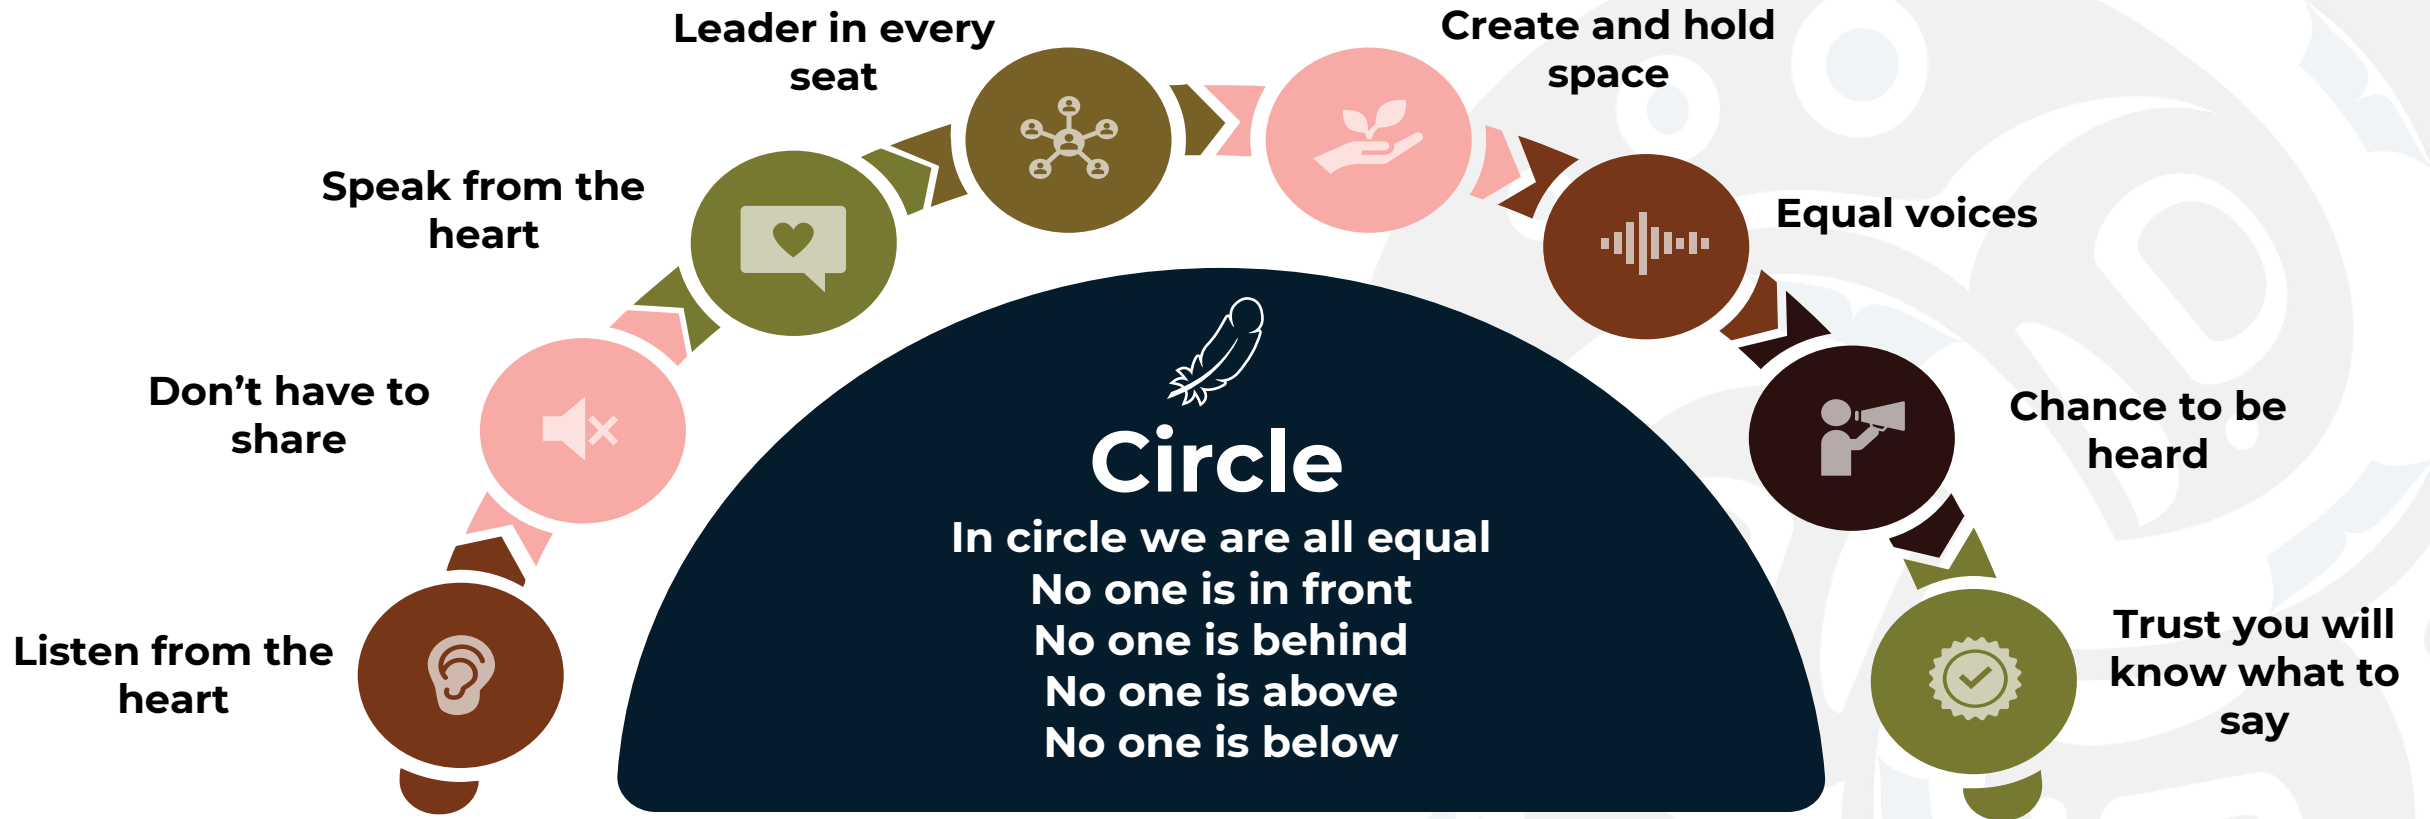 Listen from the
heart
Don’t have to
share
Speak from the
heart
Leader in every
seat
Create and hold
space
Equal voices
Chance to be
heard
Trust you will
know what to
say
Circle
In circle we are all equal
No one is in front
No one is behind
No one is above
No one is below